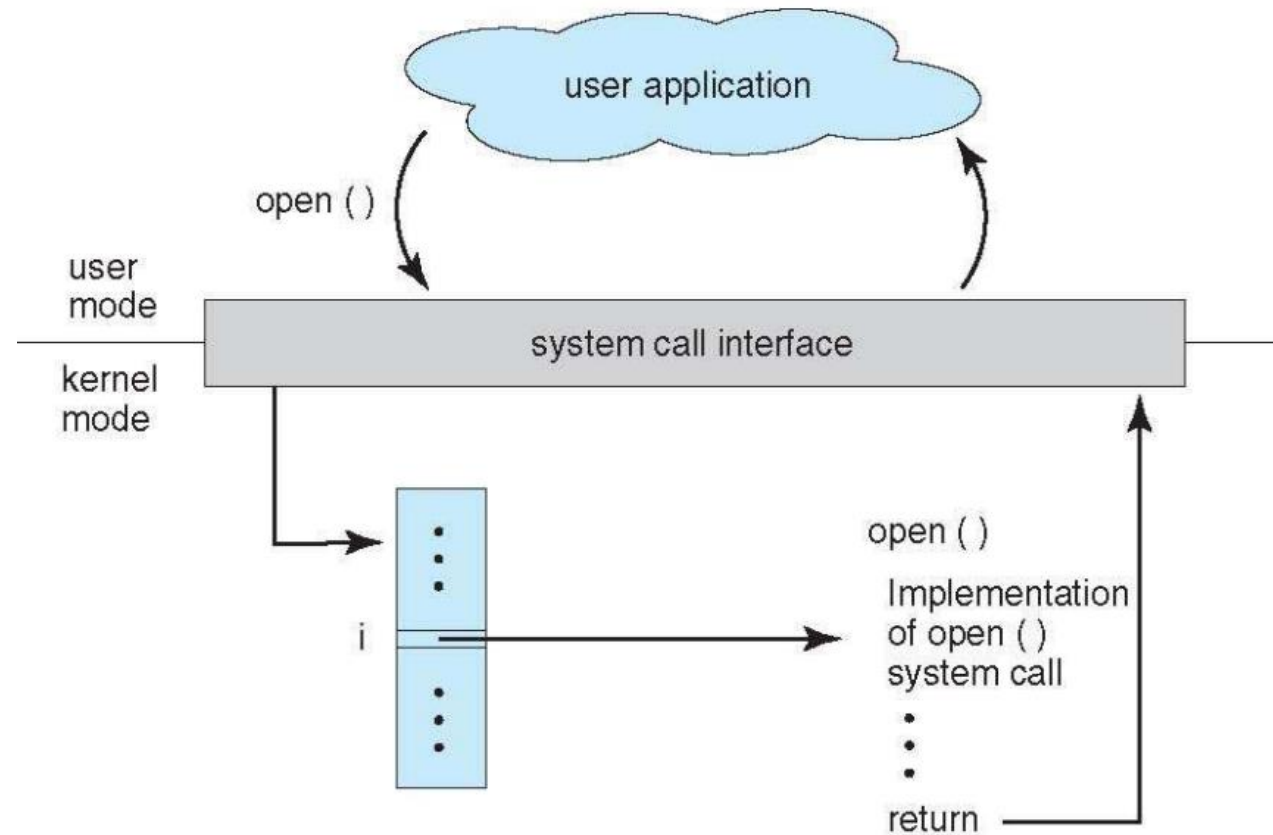 user application
open ( )
user
mode
system call interface
kernel
mode
open ( )
Implementation
of open ( )
system call
i
return